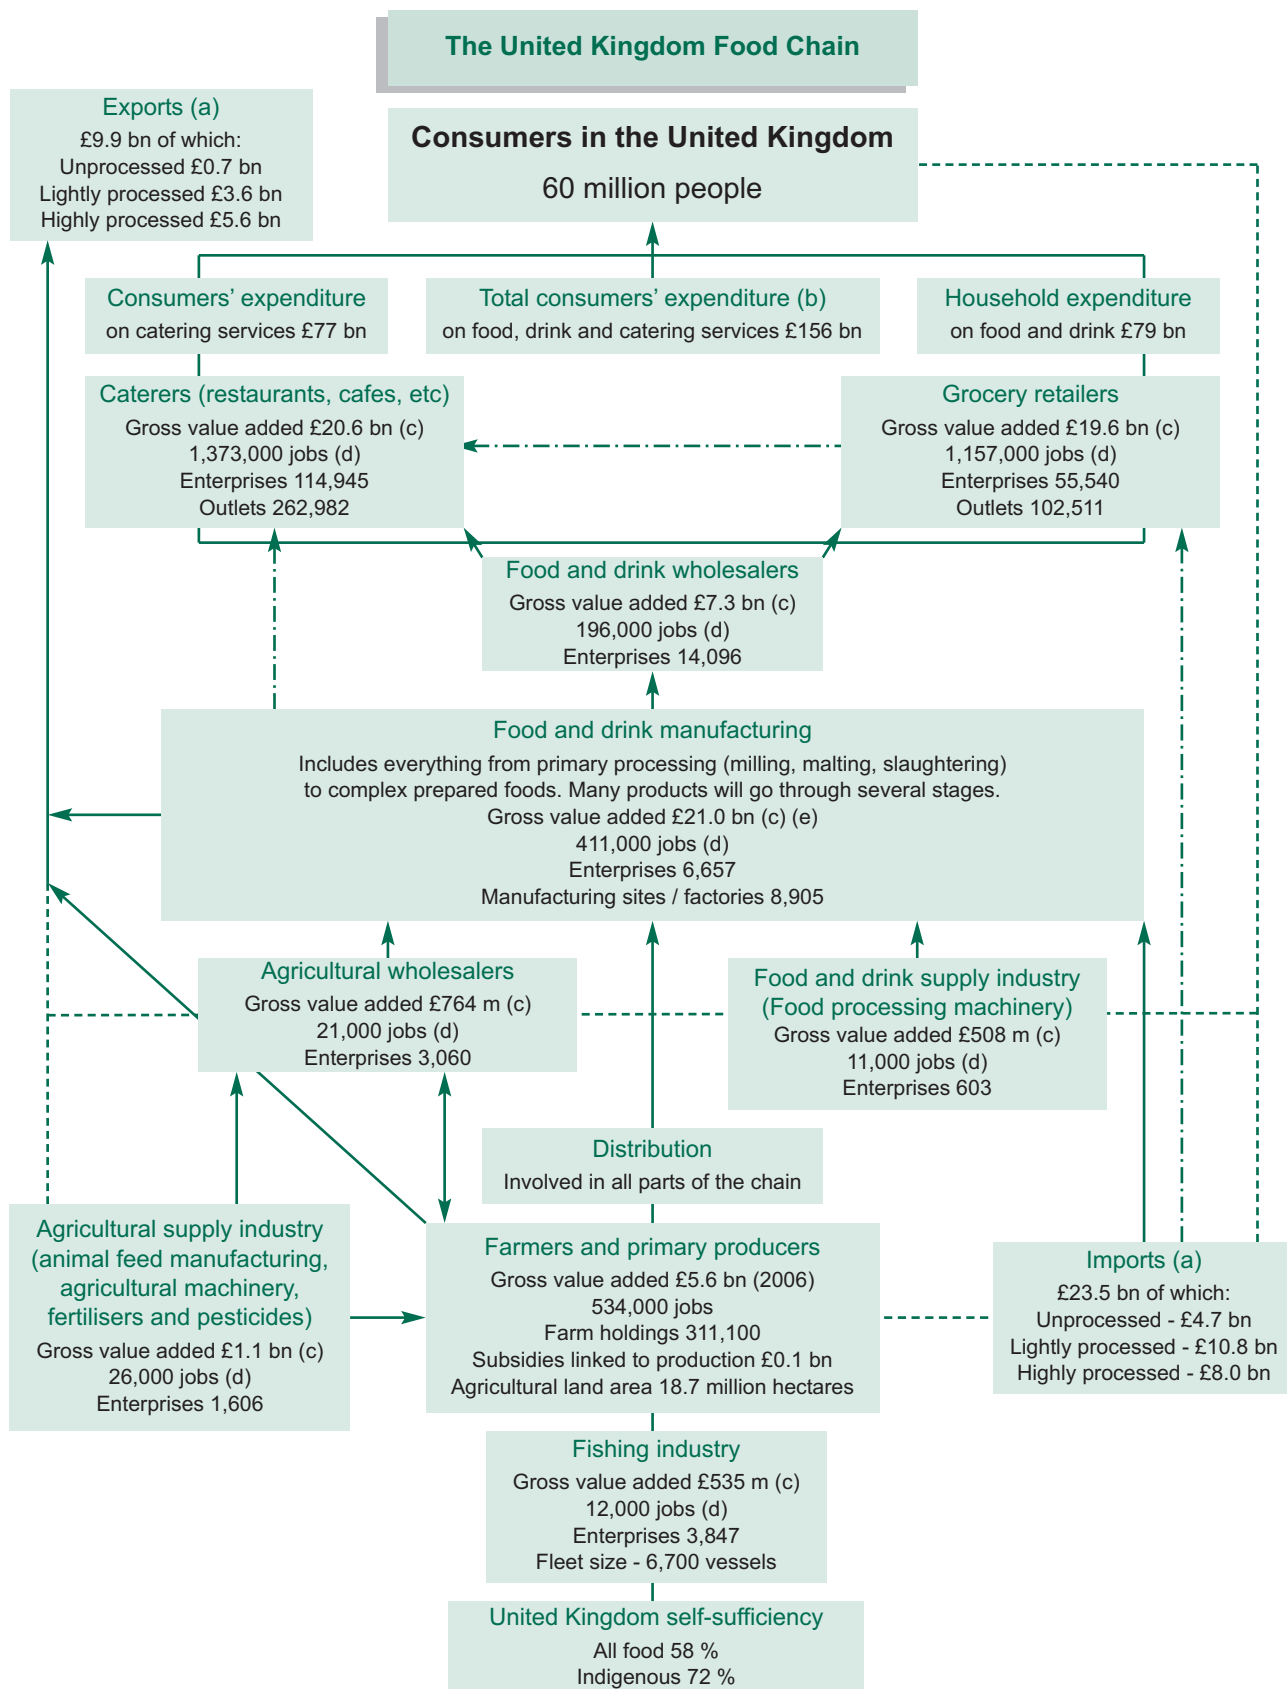 The United Kingdom Food Chain
Exports (a)
£9.9 bn of which:
Unprocessed £0.7 bn
Lightly processed £3.6 bn
Highly processed £5.6 bn
Consumers in the United Kingdom
60 million people
Consumers’ expenditure
on catering services £77 bn
Total consumers’ expenditure (b)
on food, drink and catering services £156 bn
Household expenditure
on food and drink £79 bn
Caterers (restaurants, cafes, etc)
Gross value added £20.6 bn (c)
1,373,000 jobs (d)
Enterprises 114,945
Outlets 262,982
Grocery retailers
Gross value added £19.6 bn (c)
1,157,000 jobs (d)
Enterprises 55,540
Outlets 102,511
Food and drink wholesalers
Gross value added £7.3 bn (c)
196,000 jobs (d)
Enterprises 14,096
Food and drink manufacturing
Includes everything from primary processing (milling, malting, slaughtering)
to complex prepared foods. Many products will go through several stages.
Gross value added £21.0 bn (c) (e)
411,000 jobs (d)
Enterprises 6,657
Manufacturing sites / factories 8,905
Agricultural wholesalers
Gross value added £764 m (c)
21,000 jobs (d)
Enterprises 3,060
Food and drink supply industry
(Food processing machinery)
Gross value added £508 m (c)
11,000 jobs (d)
Enterprises 603
Distribution
Involved in all parts of the chain
Agricultural supply industry
(animal feed manufacturing,
agricultural machinery,
fertilisers and pesticides)
Gross value added £1.1 bn (c)
26,000 jobs (d)
Enterprises 1,606
Farmers and primary producers
Gross value added £5.6 bn (2006)
534,000 jobs
Farm holdings 311,100
Subsidies linked to production £0.1 bn
Agricultural land area 18.7 million hectares
Imports (a)
£23.5 bn of which:
Unprocessed - £4.7 bn
Lightly processed - £10.8 bn
Highly processed - £8.0 bn
Fishing industry
Gross value added £535 m (c)
12,000 jobs (d)
Enterprises 3,847
Fleet size - 6,700 vessels
United Kingdom self-sufficiency
All food 58 %
Indigenous 72 %